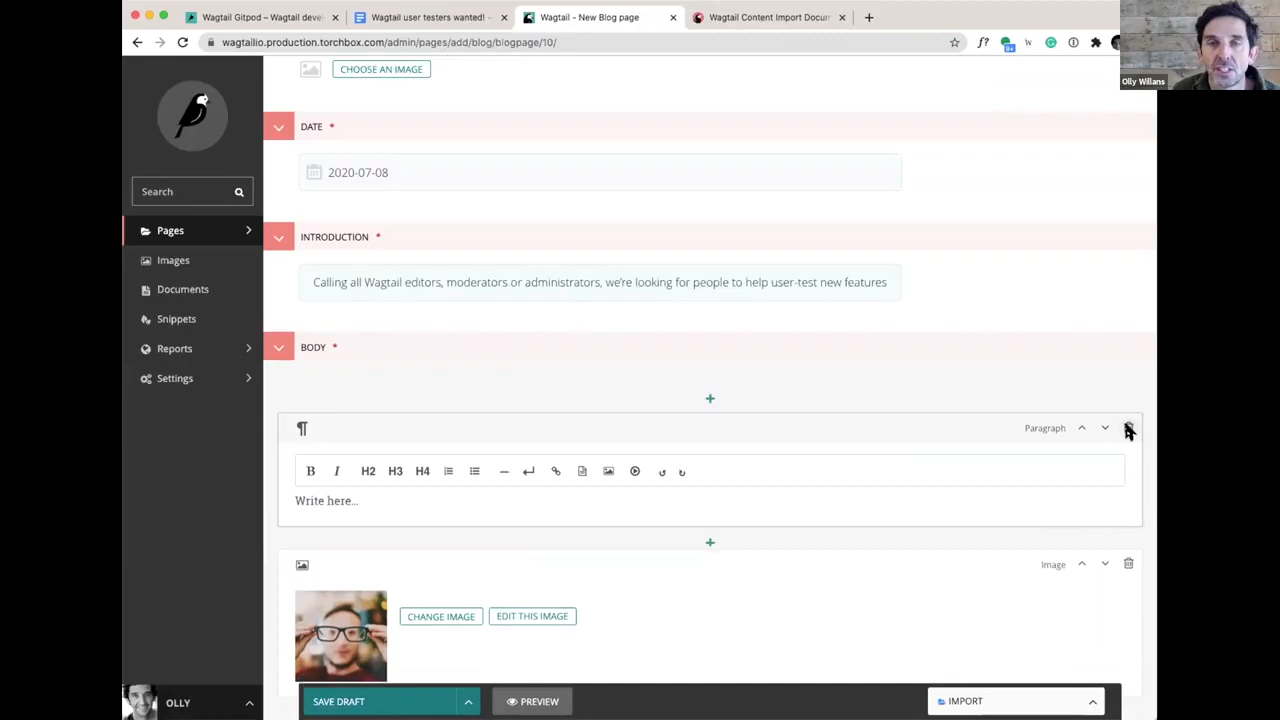 Wagtail Gitpod – Wagtail devel
Wagtail user testers wanted! -
Wagtail - New Blog page
Wagtail Content Import Docum
wagtailio.production.torchbox.com/admin/pages/add/blog/blogpage/10/
Olly Willans
CHOOSE AN IMAGE
DATE *
2020-07-08
Search
INTRODUCTION *
Pages
Images
Calling all Wagtail editors, moderators or administrators, we're looking for people to help user-test new features
Documents
Snippets
Reports
BODY *
Settings
Paragraph
B I H2 H3 H4
Write here...
Image
CHANGE IMAGE
EDIT THIS IMAGE
OLLY
SAVE DRAFT
PREVIEW
IMPORT